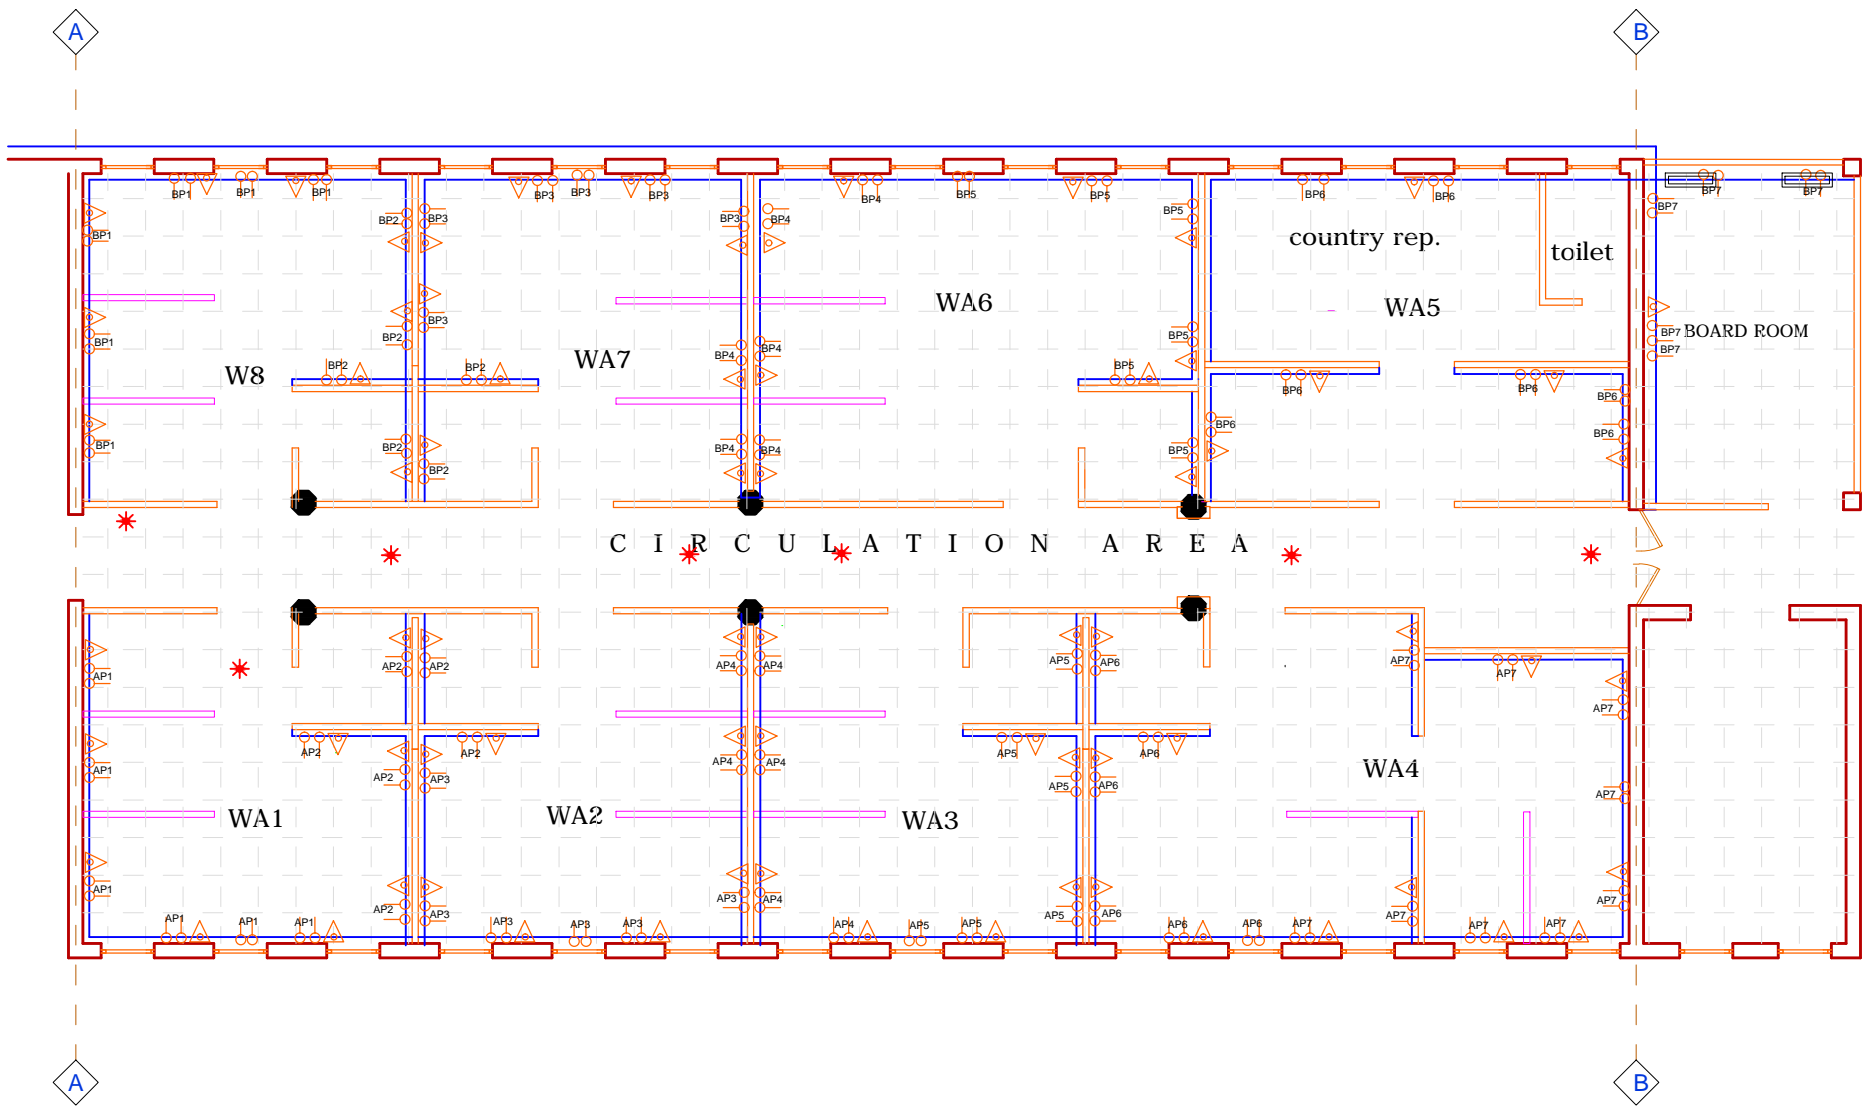 A B
BP1 BP1 BP1 BP3 BP3 BP3 BP4 BP5 BP5 BP6 BP6 BP7 BP7
BP1 BP2 BP3 BP3 BP4 BP5 BP7
country rep. toilet
WA6 WA5
BP3
BP1 BP2 BP4 BP4 BP5 BP7 BOARD ROOM
BP7
W8 BP2 BP2 WA7 BP5 BP6 BP6 BP6
BP1 BP2 BP2 BP4 BP4 BP5 BP6 BP6
CIRCULATION AREA
AP1 AP2 AP2 AP4 AP4 AP5 AP6 AP7 AP7
AP7
AP2 AP2 AP5 AP6
AP1 AP2 AP3 AP4 AP4 AP5 AP6 WA4 AP7
WA1 WA2 WA3
AP1 AP2 AP3 AP3 AP4 AP5 AP6 AP7 AP7
AP1 AP1 AP1 AP3 AP3 AP3 AP4 AP5 AP5 AP6 AP6 AP7 AP7
A B